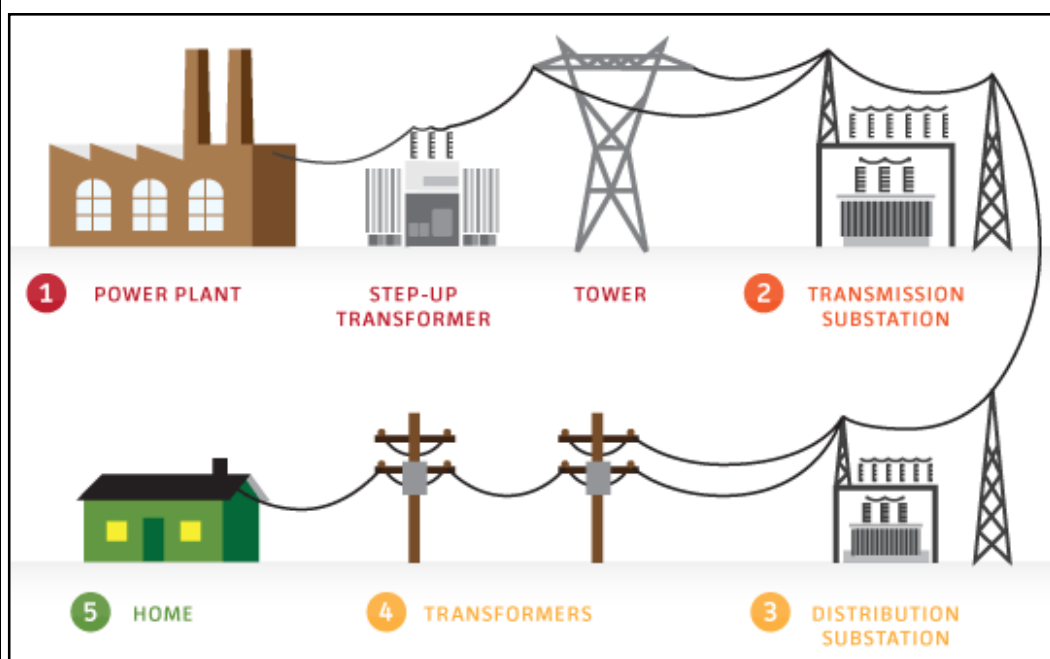 1 POWER PLANT
STEP-UP
TRANSFORMER
TOWER
2 TRANSMISSION
SUBSTATION
5 HOME
4 TRANSFORMERS
3 DISTRIBUTION
SUBSTATION